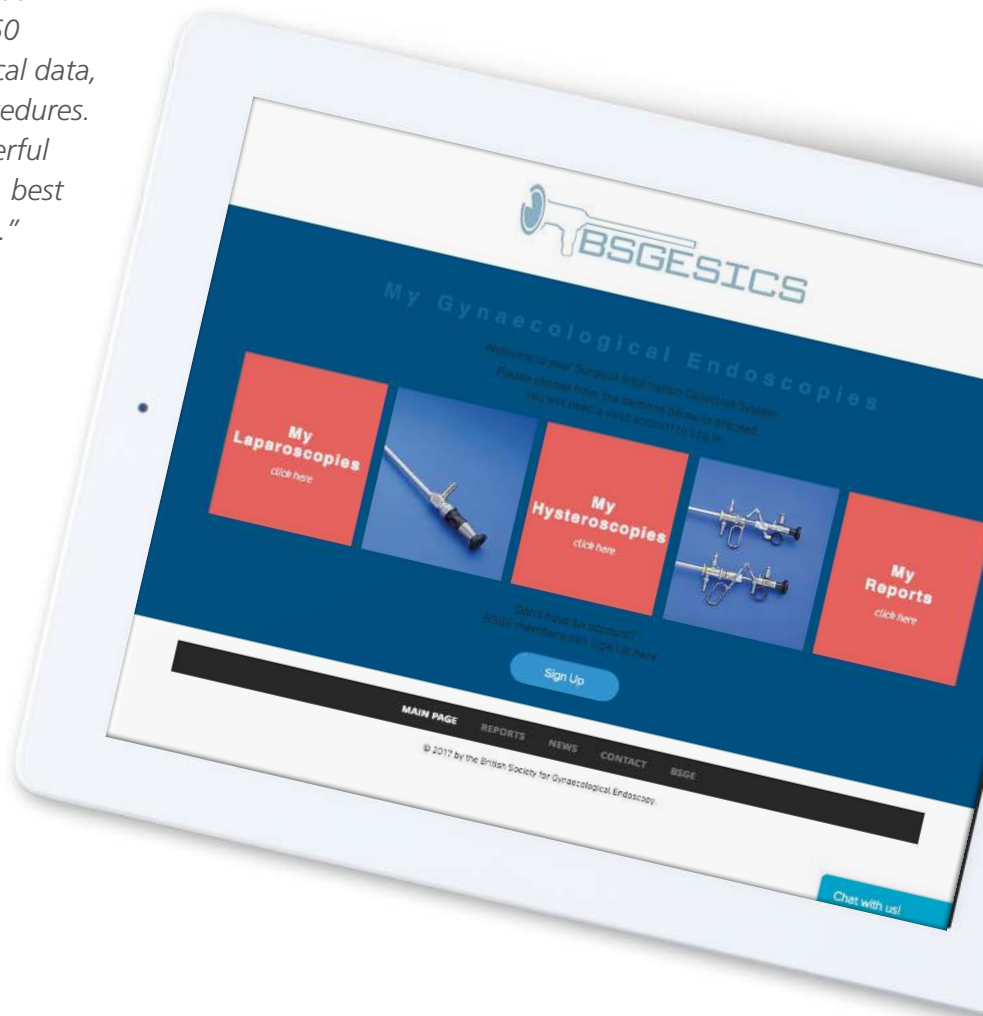 50
cal data,
cedures.
erful
best
.”
BSGESICS
My Gynaecological Endoscopies
Welcome to your Surgical Information Collection System
Please choose from the buttons below to proceed.
You will need a valid account to Log In.
My
Laparoscopies
click here
My
Hysteroscopies
click here
My
Reports
click here
Don't have an account?
BSGE members can Sign Up here
Sign Up
MAIN PAGE REPORTS NEWS CONTACT BSGE
© 2017 by the British Society for Gynaecological Endoscopy.
Chat with us!